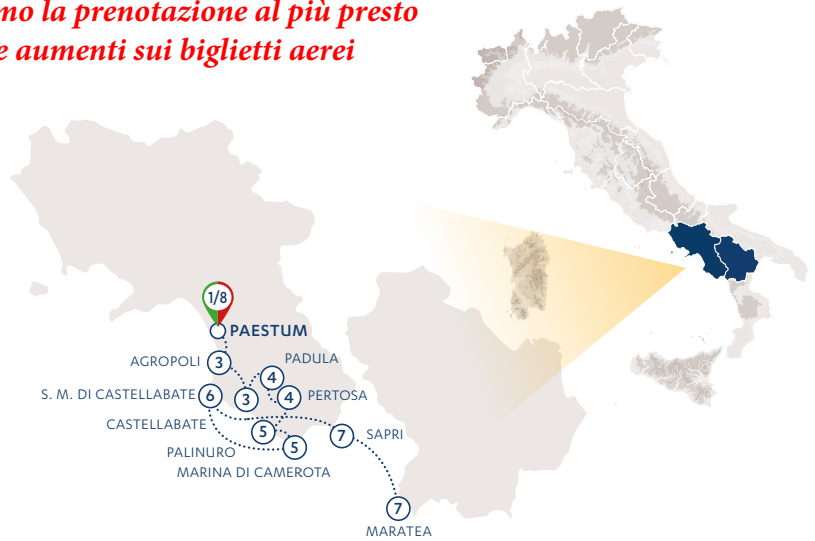 mo la prenotazione al più presto
e aumenti sui biglietti aerei
1/8
PAESTUM
AGROPOLI
3
PADULA
4
S. M. DI CASTELLABATE
6
3
4
PERTOSA
CASTELLABATE
5
7
SAPRI
PALINURO
5
MARINA DI CAMEROTA
7
MARATEA